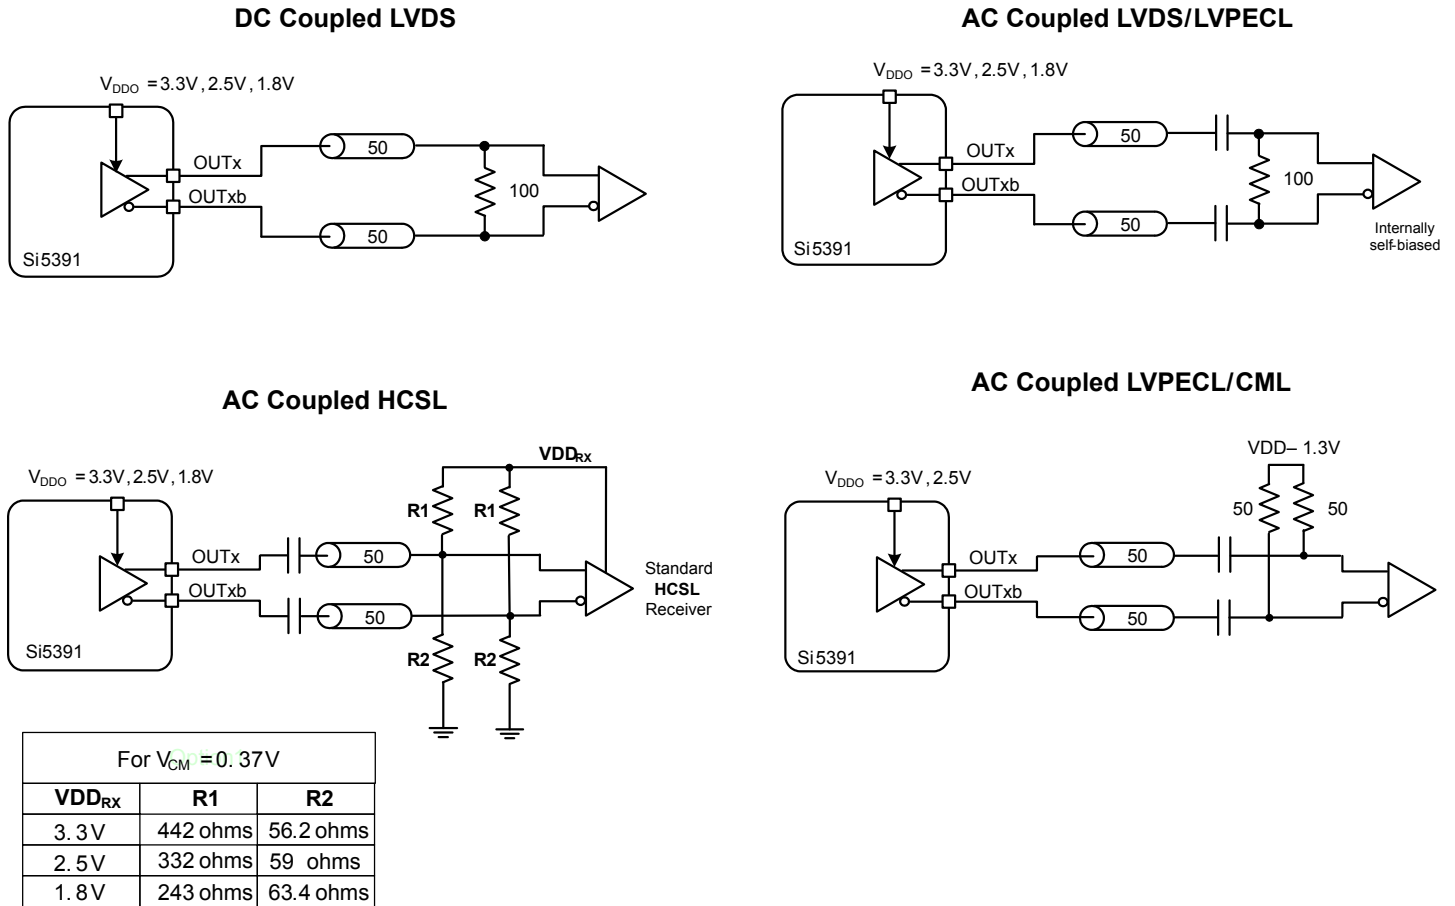 DC Coupled LVDS
VDDO =3.3V, 2.5V, 1.8V
OUTx
50
100
OUTxb
50
Si5391
AC Coupled LVDS/LVPECL
VDDO =3.3V, 2.5V, 1.8V
OUTx
50
100
OUTxb
50
Si5391
Internally
self-biased
AC Coupled HCSL
VDDO =3.3V, 2.5V, 1.8V
VDDRX
R1
R1
OUTx
50
OUTxb
50
Si5391
R2
R2
Standard
HCSL
Receiver
AC Coupled LVPECL/CML
VDDO =3.3V, 2.5V
VDD– 1.3V
50
50
OUTx
50
OUTxb
50
Si5391
For VCM =0. 37V
VDDRX R1 R2
3. 3V 442 ohms 56.2 ohms
2. 5V 332 ohms 59 ohms
1. 8V 243 ohms 63.4 ohms